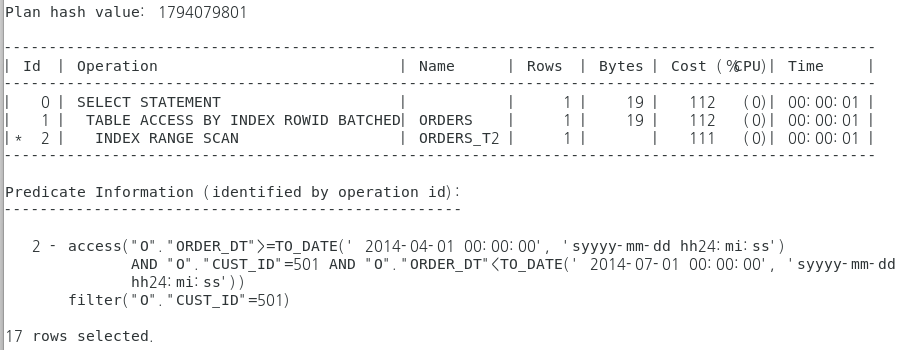 Plan hash value: 1794079801
--------------------------------------------------------------------------------------------------
| Id  | Operation                           | Name      | Rows  | Bytes | Cost (%CPU)| Time     |
--------------------------------------------------------------------------------------------------
|   0 | SELECT STATEMENT                    |           |     1 |    19 |   112   (0)| 00:00:01 |
|   1 |  TABLE ACCESS BY INDEX ROWID BATCHED| ORDERS    |     1 |    19 |   112   (0)| 00:00:01 |
|*  2 |   INDEX RANGE SCAN                  | ORDERS_T2 |     1 |       |   111   (0)| 00:00:01 |
--------------------------------------------------------------------------------------------------
Predicate Information (identified by operation id):
---------------------------------------------------
   2 - access("O"."ORDER_DT">=TO_DATE(' 2014-04-01 00:00:00', 'syyyy-mm-dd hh24:mi:ss')
              AND "O"."CUST_ID"=501 AND "O"."ORDER_DT"<TO_DATE(' 2014-07-01 00:00:00', 'syyyy-mm-dd
              hh24:mi:ss'))
       filter("O"."CUST_ID"=501)
17 rows selected.